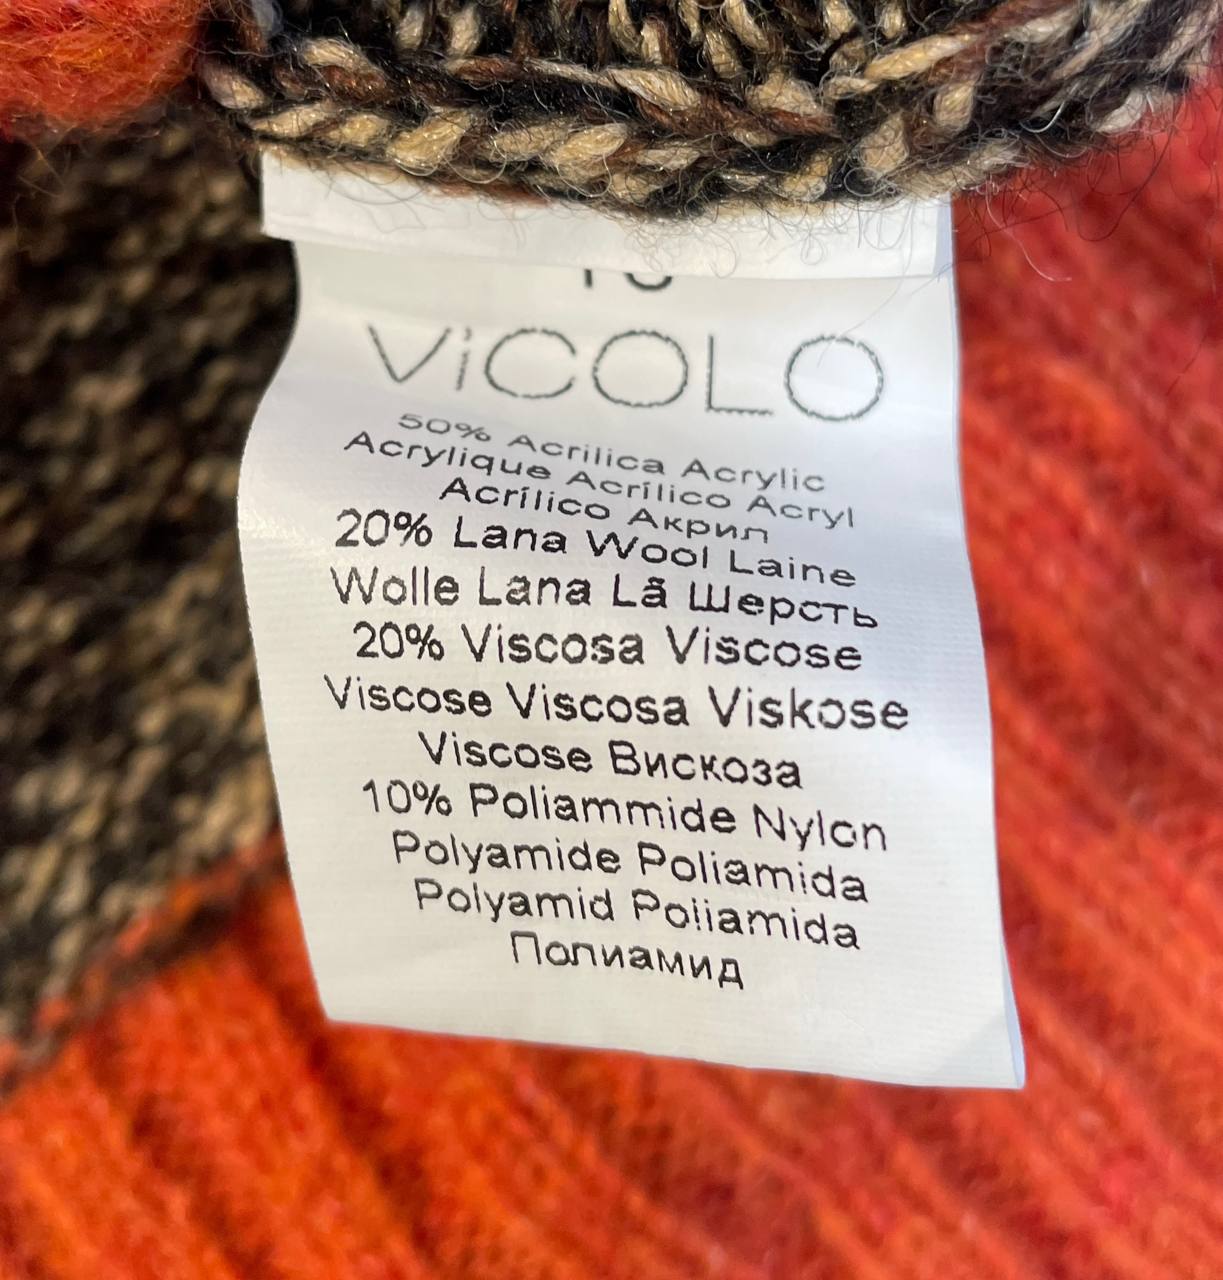 ViCOLO
50% Acrilica Acrylic
Acrylique Acrílico Acryl
Acrílico Акрил
20% Lana Wool Laine
Wolle Lana Lã Шерсть
20% Viscosa Viscose
Viscose Viscosa Viskose
Viscose Вискоза
10% Poliammide Nylon
Polyamide Poliamida
Polyamid Poliamida
Полиамид